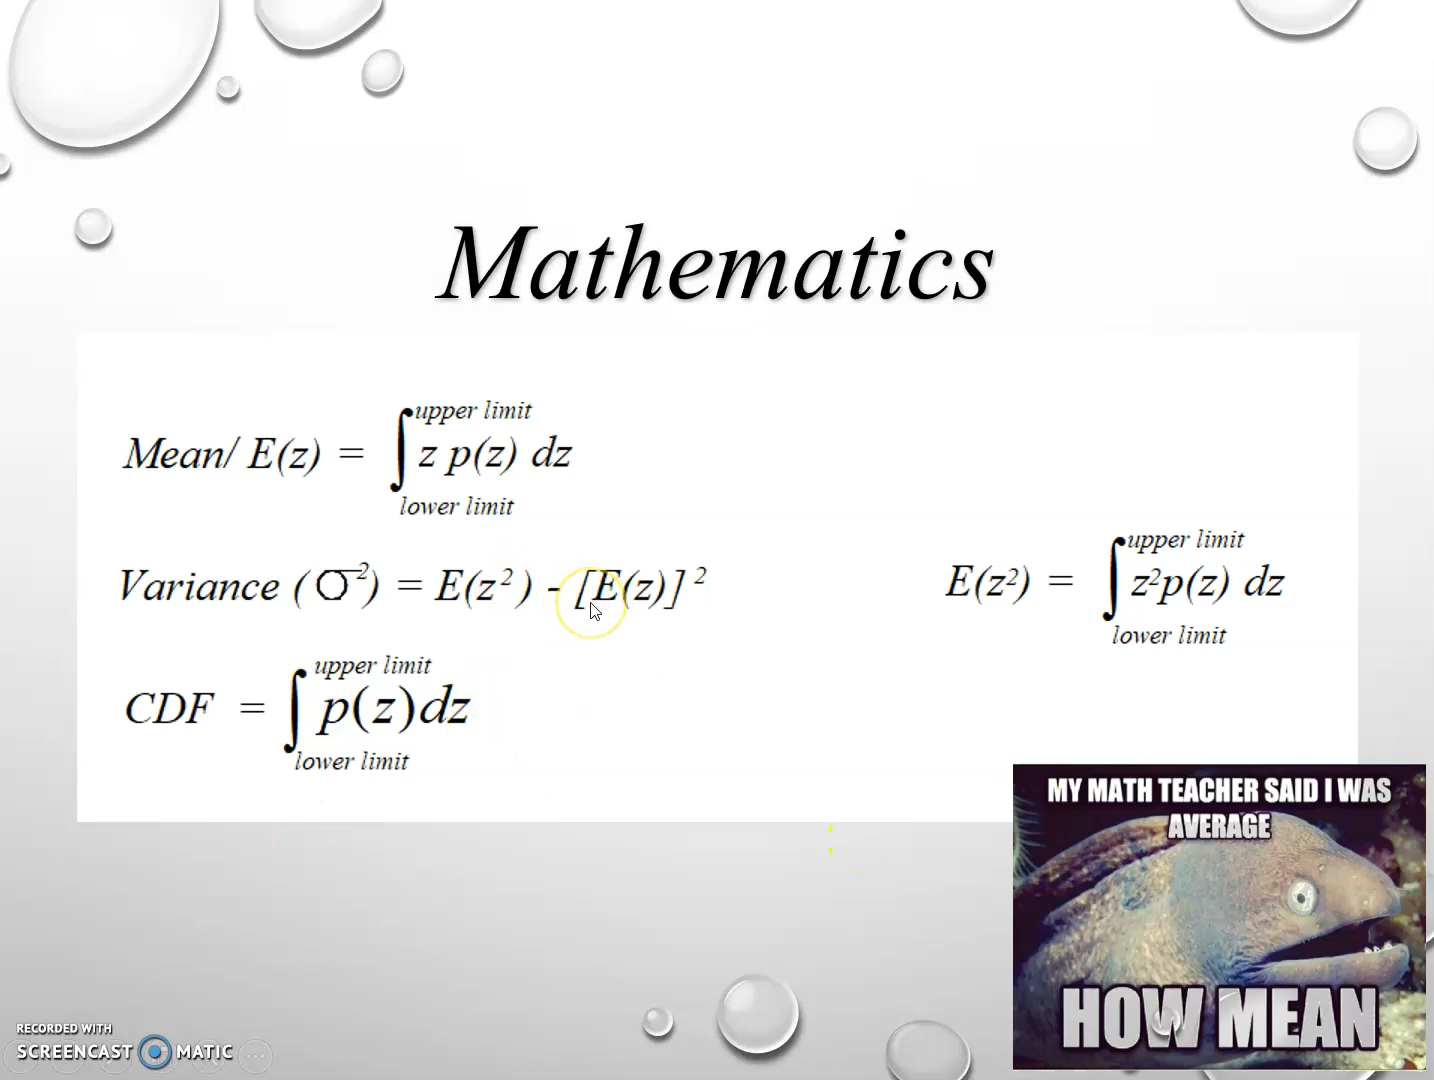 Mathematics
Mean/ E(z) = ∫ upper limit lower limit z p(z) dz
Variance (σ²) = E(z²) - [E(z)]²
E(z²) = ∫ upper limit lower limit z²p(z) dz
CDF = ∫ upper limit lower limit p(z)dz
MY MATH TEACHER SAID I WAS
AVERAGE
HOW MEAN
RECORDED WITH
SCREENCAST MATIC